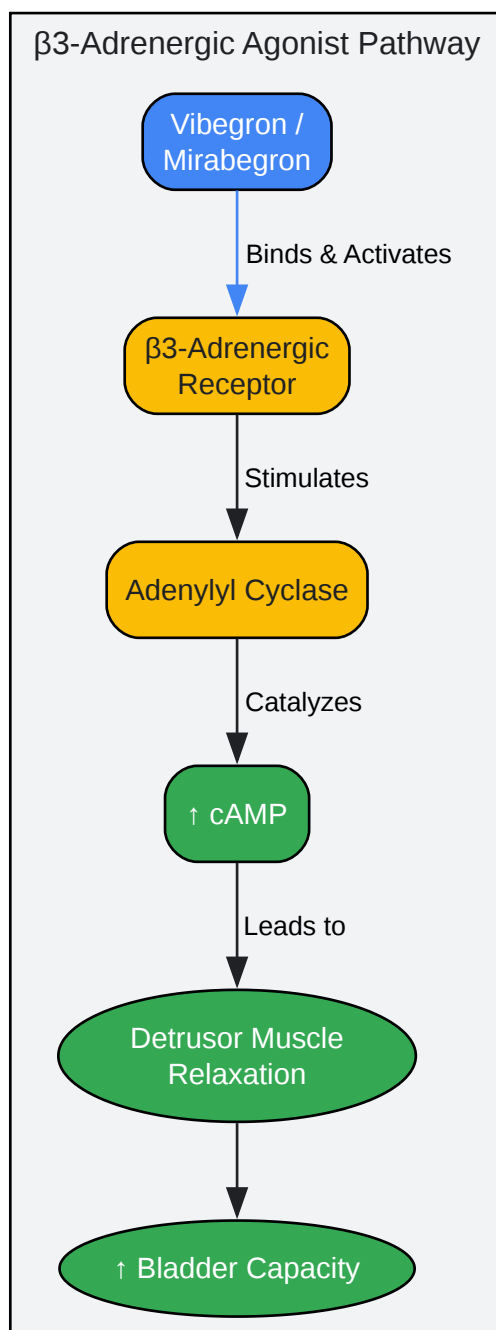 β3-Adrenergic Agonist Pathway
Vibegron /
Mirabegron
Binds & Activates
β3-Adrenergic
Receptor
Stimulates
Adenylyl Cyclase
Catalyzes
↑ cAMP
Leads to
Detrusor Muscle
Relaxation
↑ Bladder Capacity